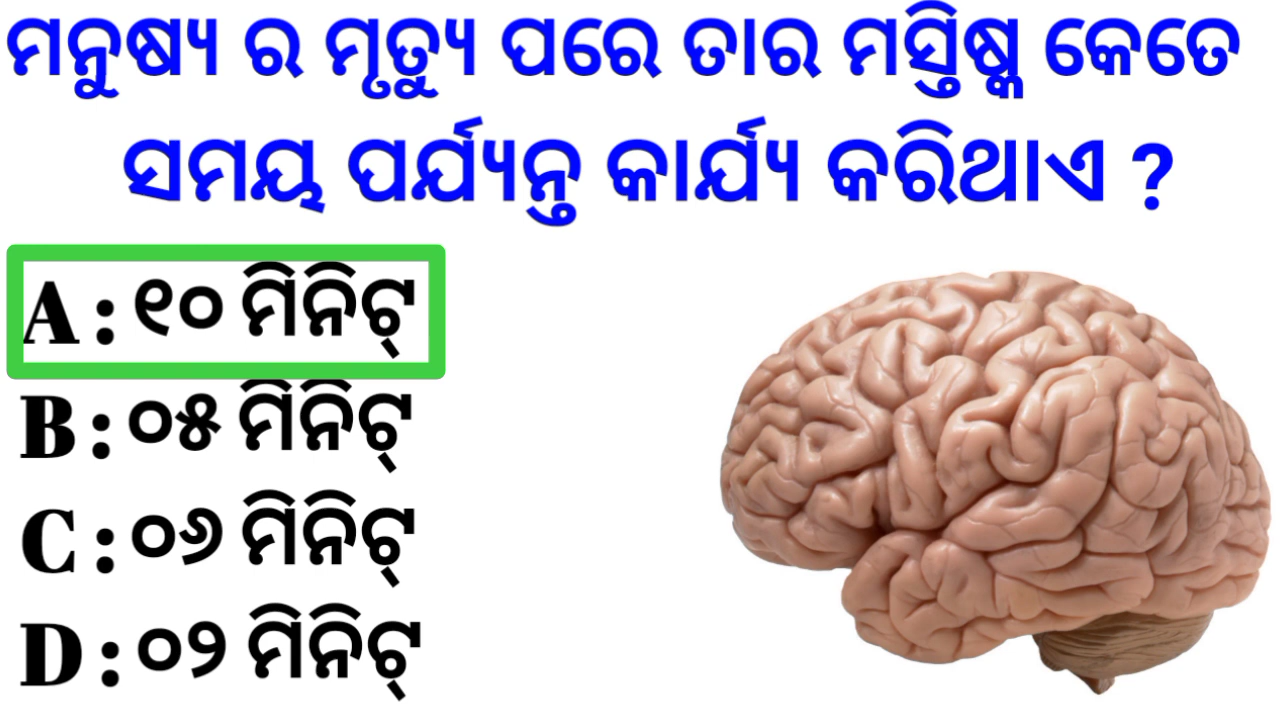 ମନୁଷ୍ୟ ର ମୃତ୍ୟୁ ପରେ ତାର ମସ୍ତିଷ୍କ କେତେ
ସମୟ ପର୍ଯ୍ୟନ୍ତ କାର୍ଯ୍ୟ କରିଥାଏ ?
A : ୧୦ ମିନିଟ୍
B : ୦୫ ମିନିଟ୍
C : ୦୬ ମିନିଟ୍
D : ୦୨ ମିନିଟ୍